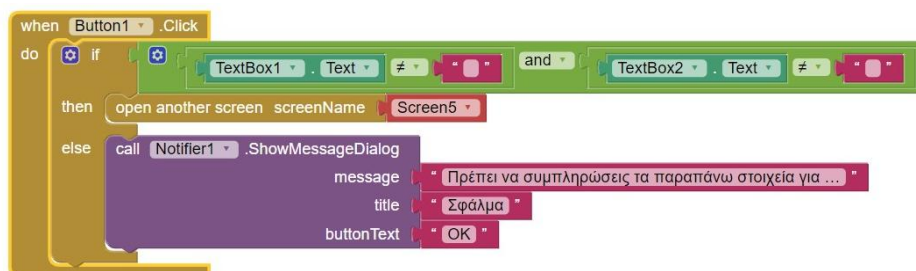 when Button1 .Click
do if TextBox1 . Text ≠ " " and TextBox2 . Text ≠ " "
then open another screen screenName Screen5
else call Notifier1 .ShowMessageDialog
message " Πρέπει να συμπληρώσεις τα παραπάνω στοιχεία για ... "
title " Σφάλμα "
buttonText " OK "